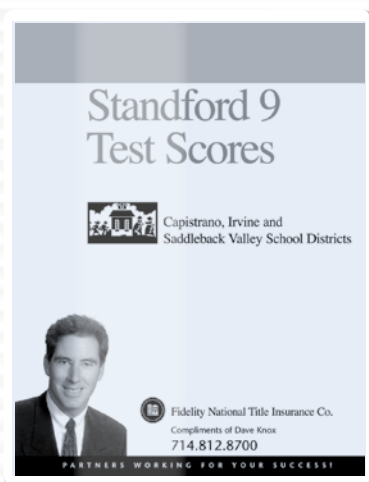 Standford 9
Test Scores
Capistrano, Irvine and
Saddleback Valley School Districts
Fidelity National Title Insurance Co.
Compliments of Dave Knox
714.812.8700
PARTNERS WORKING FOR YOUR SUCCESS!